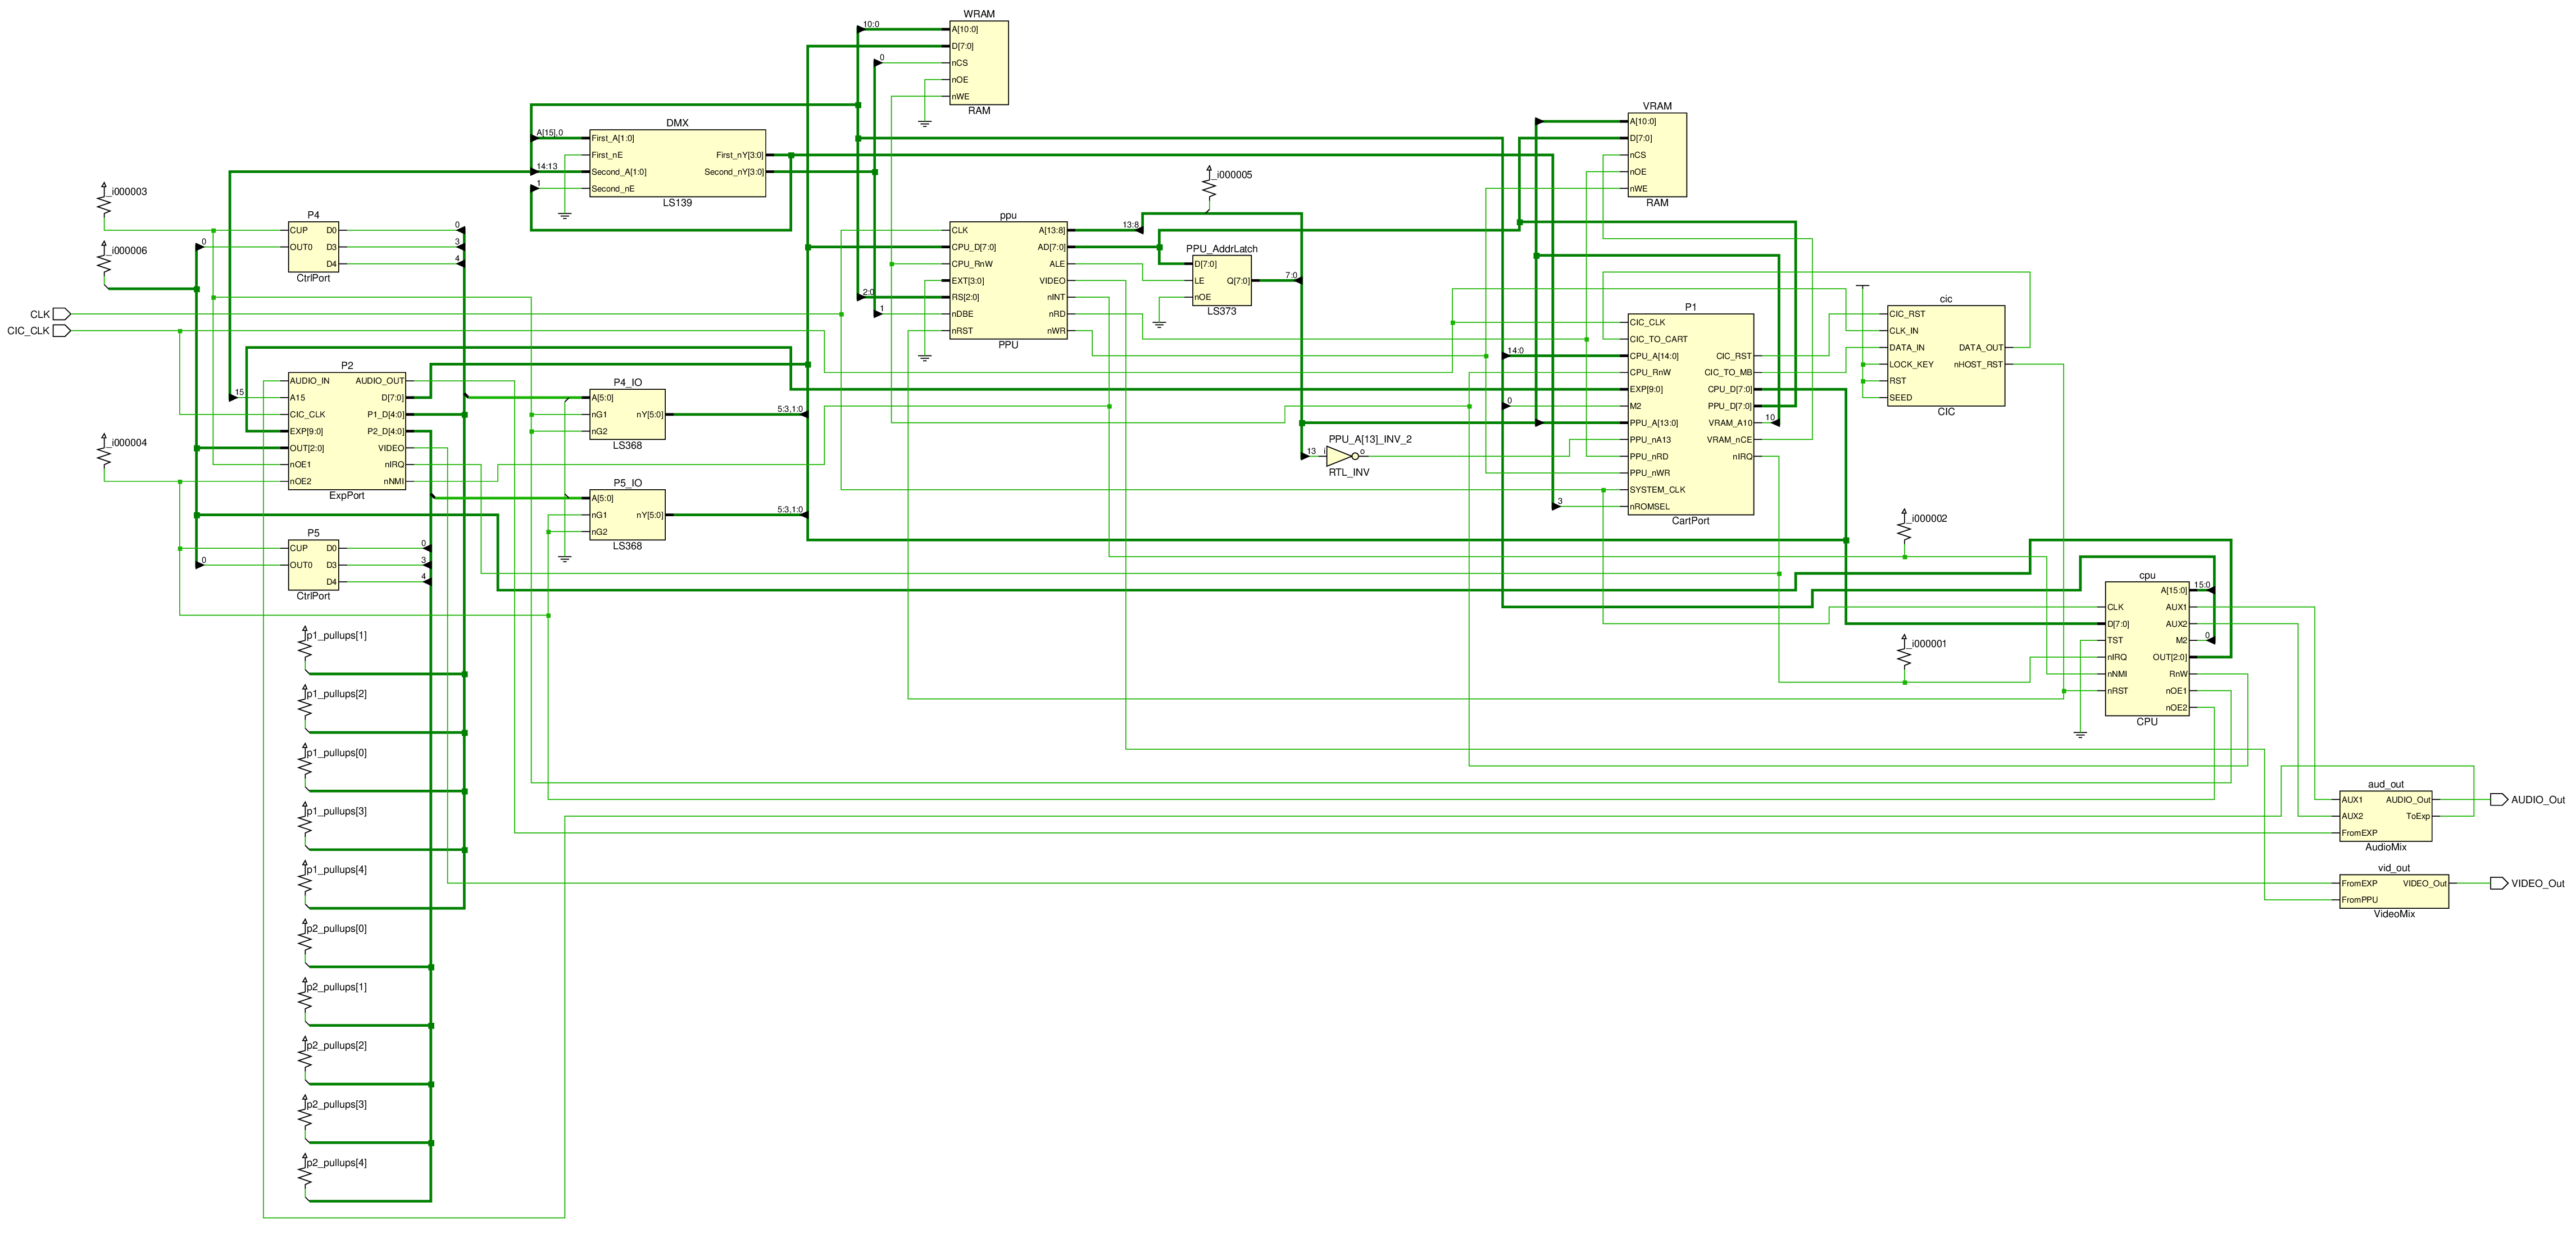 WRAM
10:0
A[10:0]
D[7:0]
0
nCS
nOE
nWE
RAM
DMX
A[15],0
First_A[1:0]
First_nE
First_nY[3:0]
14:13
Second_A[1:0]
Second_nY[3:0]
1
Second_nE
LS139
VRAM
A[10:0]
D[7:0]
nCS
nOE
nWE
RAM
_i000003
_i000006
P4
CUP
D0
0
0
OUT0
D3
3
D4
4
CtrlPort
_i000005
ppu
CLK
A[13:8]
13:8
CPU_D[7:0]
AD[7:0]
CPU_RnW
ALE
EXT[3:0]
VIDEO
2:0
RS[2:0]
nINT
1
nDBE
nRD
nRST
nWR
PPU
PPU_AddrLatch
D[7:0]
LE
Q[7:0]
7:0
nOE
LS373
CLK
CIC_CLK
P1
CIC_CLK
CIC_TO_CART
14:0
CPU_A[14:0]
CIC_RST
CPU_RnW
CIC_TO_MB
EXP[9:0]
CPU_D[7:0]
0
M2
PPU_D[7:0]
PPU_A[13:0]
VRAM_A10
10
PPU_nA13
VRAM_nCE
PPU_nRD
nIRQ
PPU_nWR
SYSTEM_CLK
3
nROMSEL
CartPort
cic
CIC_RST
CLK_IN
DATA_IN
DATA_OUT
LOCK_KEY
nHOST_RST
RST
SEED
CIC
PPU_A[13]_INV_2
13
i
o
RTL_INV
P2
AUDIO_IN
AUDIO_OUT
15
A15
D[7:0]
CIC_CLK
P1_D[4:0]
EXP[9:0]
P2_D[4:0]
OUT[2:0]
VIDEO
nOE1
nIRQ
nOE2
nNMI
ExpPort
_i000004
P4_IO
A[5:0]
nG1
nY[5:0]
5:3,1:0
nG2
LS368
P5_IO
A[5:0]
nG1
nY[5:0]
5:3,1:0
nG2
LS368
P5
CUP
D0
0
0
OUT0
D3
3
D4
4
CtrlPort
_i000002
_i000001
cpu
A[15:0]
15:0
CLK
AUX1
D[7:0]
AUX2
TST
M2
0
nIRQ
OUT[2:0]
nNMI
RnW
nRST
nOE1
nOE2
CPU
p1_pullups[1]
p1_pullups[2]
p1_pullups[0]
p1_pullups[3]
p1_pullups[4]
p2_pullups[0]
p2_pullups[1]
p2_pullups[2]
p2_pullups[3]
p2_pullups[4]
aud_out
AUX1
AUDIO_Out
AUX2
ToExp
FromEXP
AudioMix
AUDIO_Out
vid_out
FromEXP
VIDEO_Out
FromPPU
VideoMix
VIDEO_Out